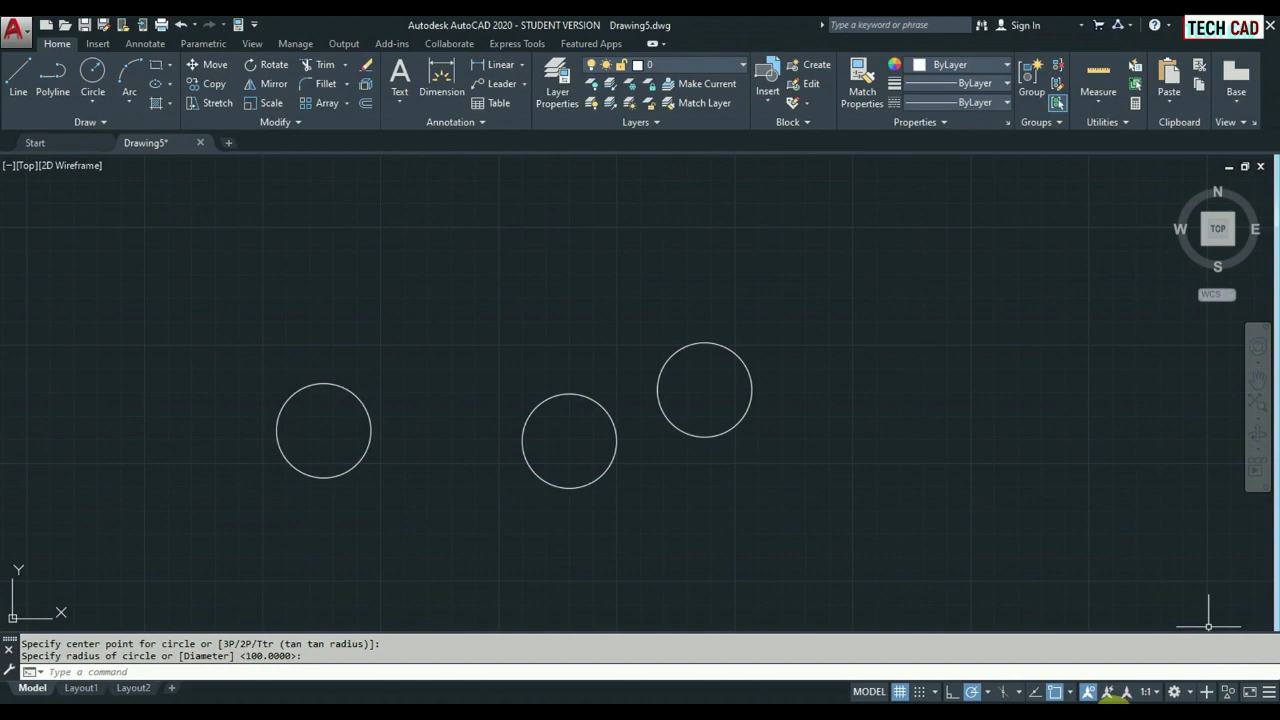 Autodesk AutoCAD 2020 - STUDENT VERSION Drawing5.dwg
Type a keyword or phrase
Sign In
TECH CAD
Home Insert Annotate Parametric View Manage Output Add-ins Collaborate Express Tools Featured Apps
Line Polyline Circle Arc
Draw
Move Rotate Trim
Copy Mirror Fillet
Stretch Scale Array
Modify
Text Dimension
Linear
Leader
Table
Annotation
Layer Properties
0
Make Current
Match Layer
Layers
Insert
Create
Edit
Block
Match Properties
ByLayer
ByLayer
ByLayer
Properties
Group
Groups
Measure
Utilities
Paste
Clipboard
Base
View
Start Drawing5*
[−][Top][2D Wireframe]
N
W TOP E
S
WCS
Y
X
Specify center point for circle or [3P/2P/Ttr (tan tan radius)]:
Specify radius of circle or [Diameter] <100.0000>:
Type a command
Model Layout1 Layout2
MODEL
1:1